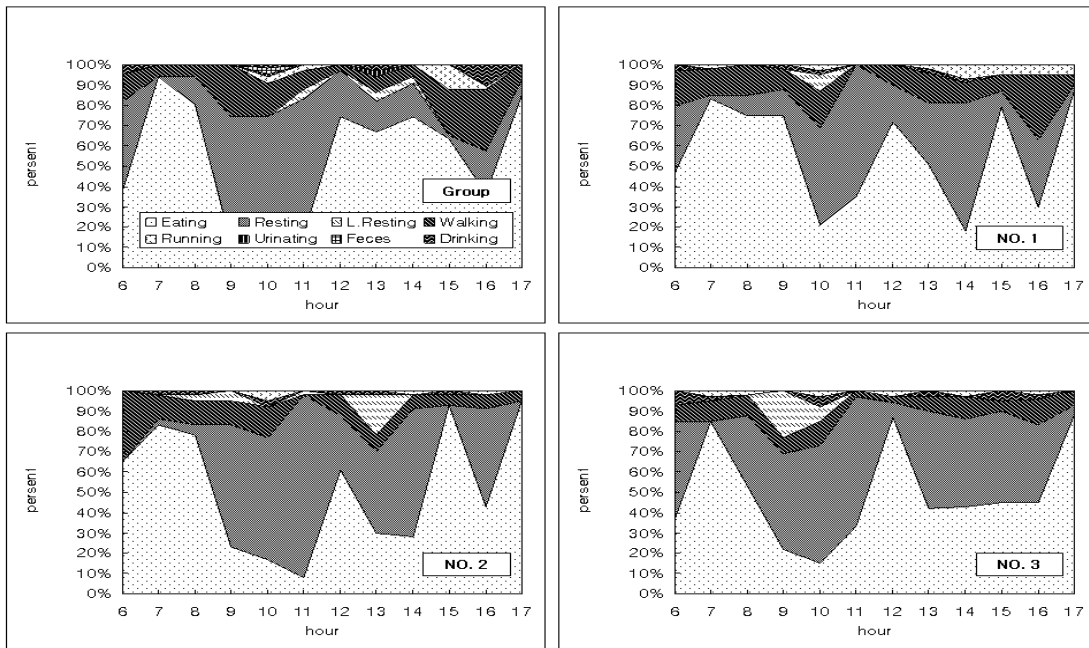 100%
90%
80%
70%
60%
50%
40%
30%
20%
10%
0%
persent
Group
Eating Resting L.Resting Walking
Running Urinating Feces Drinking
6 7 8 9 10 11 12 13 14 15 16 17
hour
100%
90%
80%
70%
60%
50%
40%
30%
20%
10%
0%
persent
NO. 1
6 7 8 9 10 11 12 13 14 15 16 17
hour
100%
90%
80%
70%
60%
50%
40%
30%
20%
10%
0%
persent
NO. 2
6 7 8 9 10 11 12 13 14 15 16 17
hour
100%
90%
80%
70%
60%
50%
40%
30%
20%
10%
0%
persent
NO. 3
6 7 8 9 10 11 12 13 14 15 16 17
hour